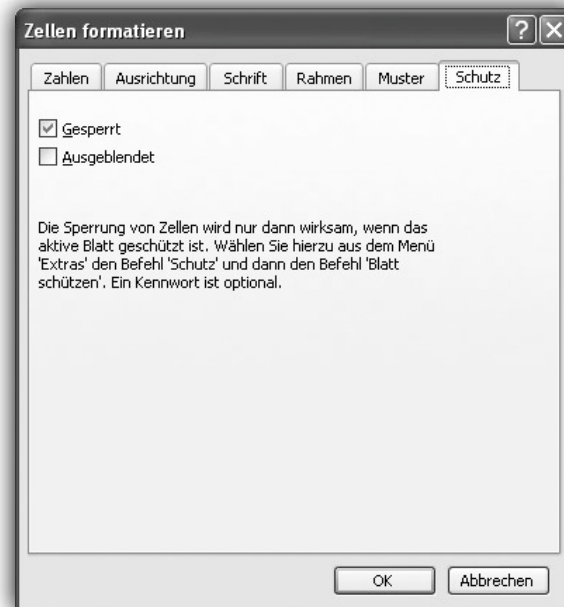 Zellen formatieren
Zahlen Ausrichtung Schrift Rahmen Muster Schutz
Gesperrt
Ausgeblendet
Die Sperrung von Zellen wird nur dann wirksam, wenn das
aktive Blatt geschützt ist. Wählen Sie hierzu aus dem Menü
'Extras' den Befehl 'Schutz' und dann den Befehl 'Blatt
schützen'. Ein Kennwort ist optional.
OK Abbrechen